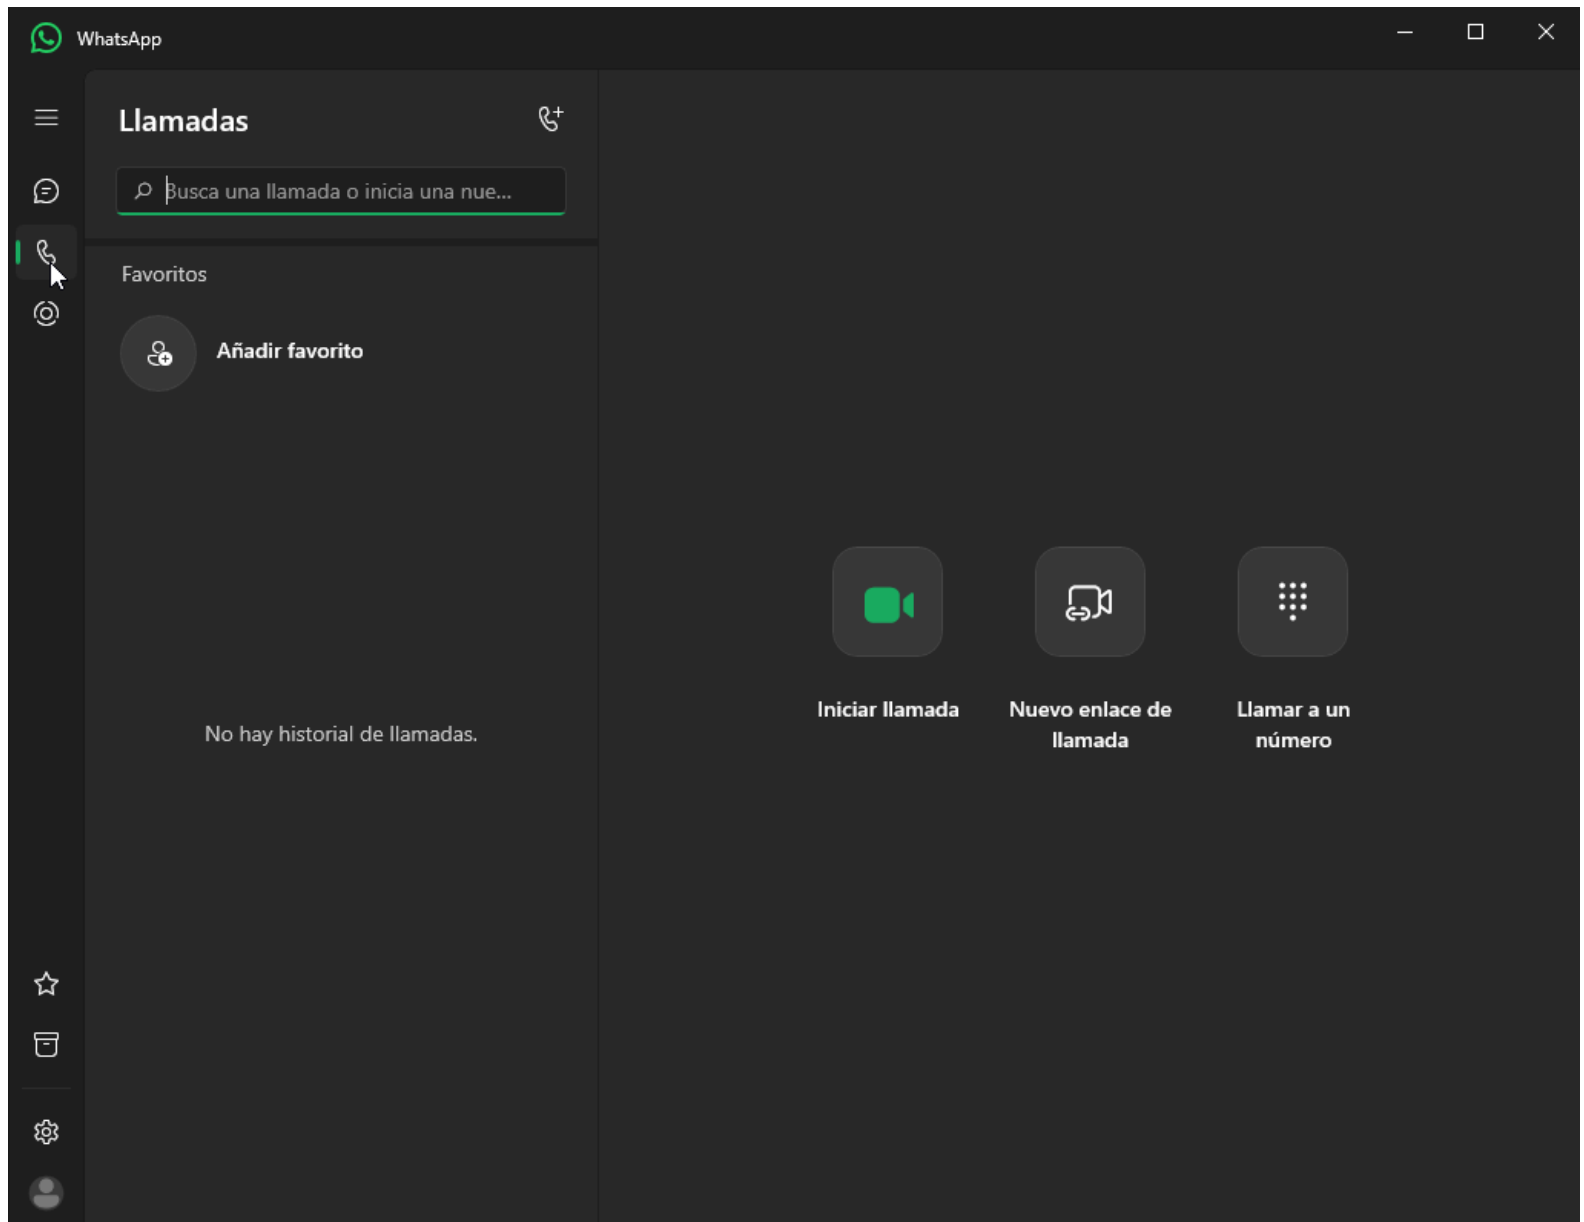 WhatsApp
Llamadas
Busca una llamada o inicia una nue...
Favoritos
Añadir favorito
No hay historial de llamadas.
Iniciar llamada
Nuevo enlace de
llamada
Llamar a un
número